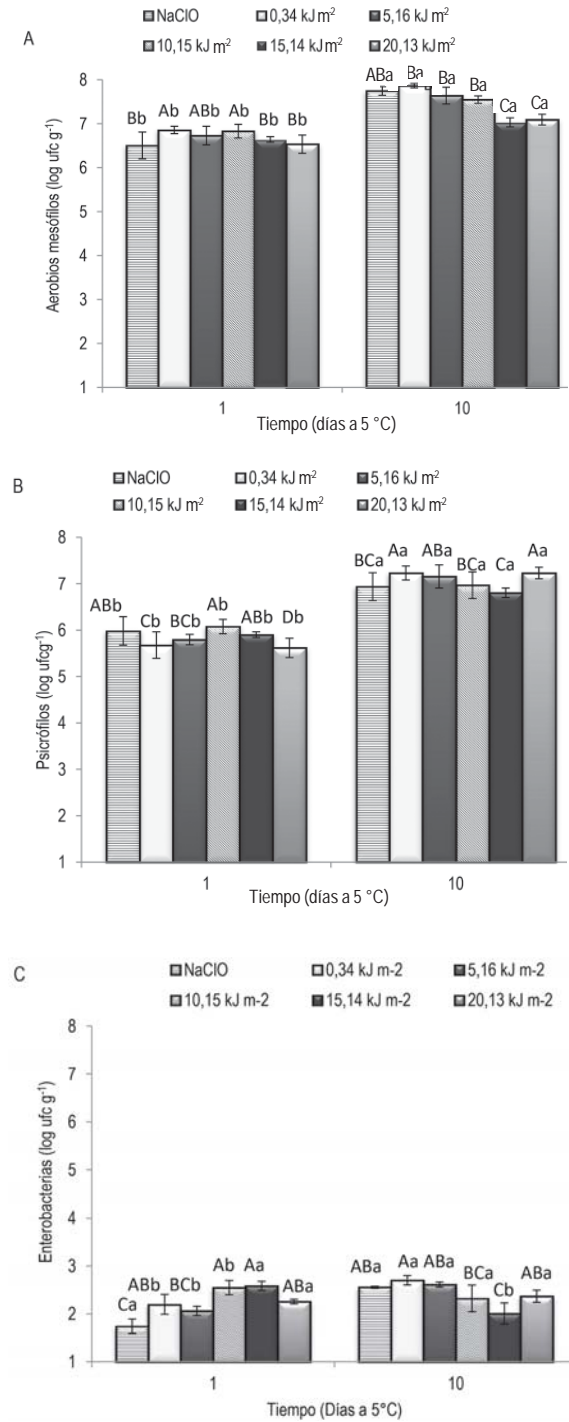 A
NaClO 0,34 kJ m² 5,16 kJ m²
10,15 kJ m² 15,14 kJ m² 20,13 kJ m²
Aerobios mesófilos (log ufc g⁻¹)
8
7
6
5
4
3
2
1
Bb Ab ABb Ab Bb Bb
ABa Ba Ba Ba Ca Ca
1 10
Tiempo (días a 5 °C)
B
NaClO 0,34 kJ m² 5,16 kJ m²
10,15 kJ m² 15,14 kJ m² 20,13 kJ m²
Psicrófilos (log ufcg⁻¹)
8
7
6
5
4
3
2
1
ABb Cb BCb Ab ABb Db
BCa Aa ABa BCa Ca Aa
1 10
Tiempo (días a 5 °C)
C
NaClO 0,34 kJ m-2 5,16 kJ m-2
10,15 kJ m-2 15,14 kJ m-2 20,13 kJ m-2
Enterobacterias (log ufc g⁻¹)
8
7
6
5
4
3
2
1
Ca ABb BCb Ab Aa ABa
ABa Aa ABa BCa Cb ABa
1 10
Tiempo (Días a 5°C)